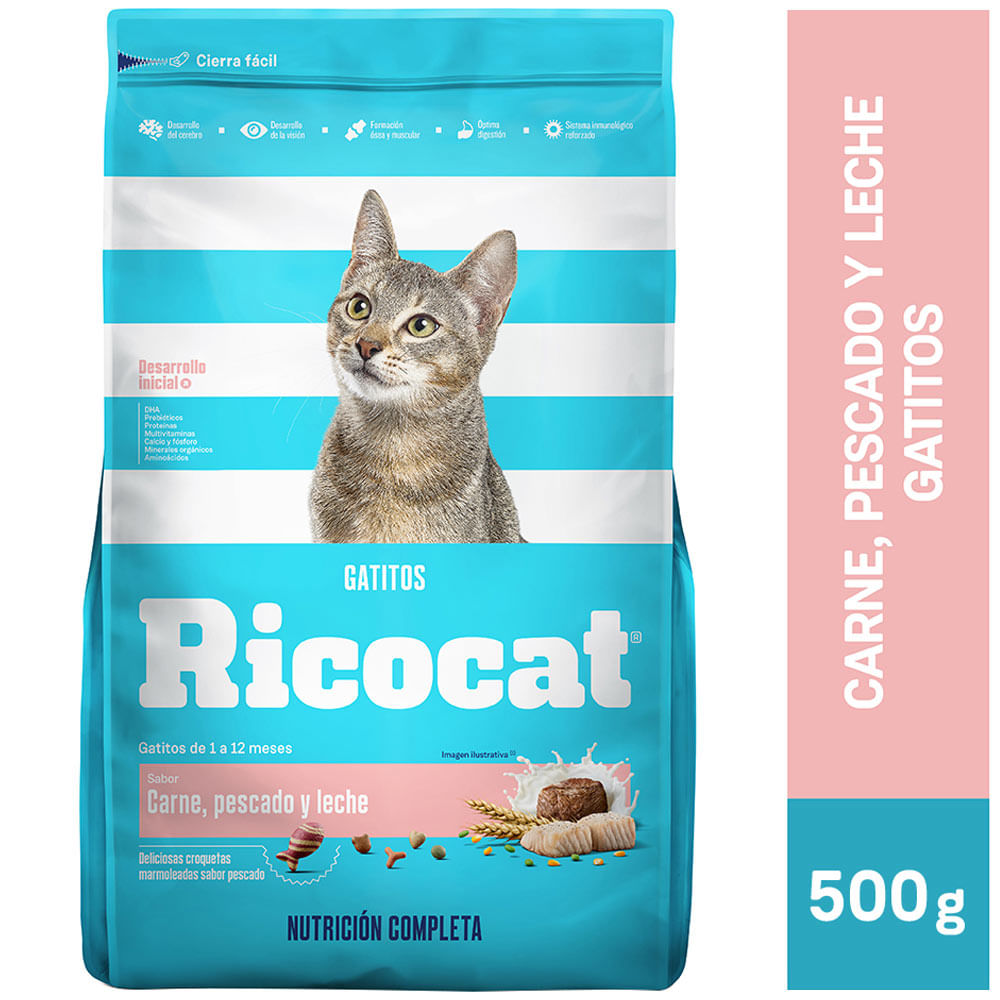 Cierra fácil
Desarrollo
del cerebro
Desarrollo
de la visión
Formación
ósea y muscular
Óptima
digestión
Sistema inmunológico
reforzado
Desarrollo
inicial
DHA
Prebióticos
Proteínas
Multivitaminas
Calcio y fósforo
Minerales orgánicos
Aminoácidos
GATITOS
Ricocat®
Gatitos de 1 a 12 meses
Imagen ilustrativa (1)
Sabor
Carne, pescado y leche
Deliciosas croquetas
marmoleadas sabor pescado
NUTRICIÓN COMPLETA
CARNE, PESCADO Y LECHE
GATITOS
500 g